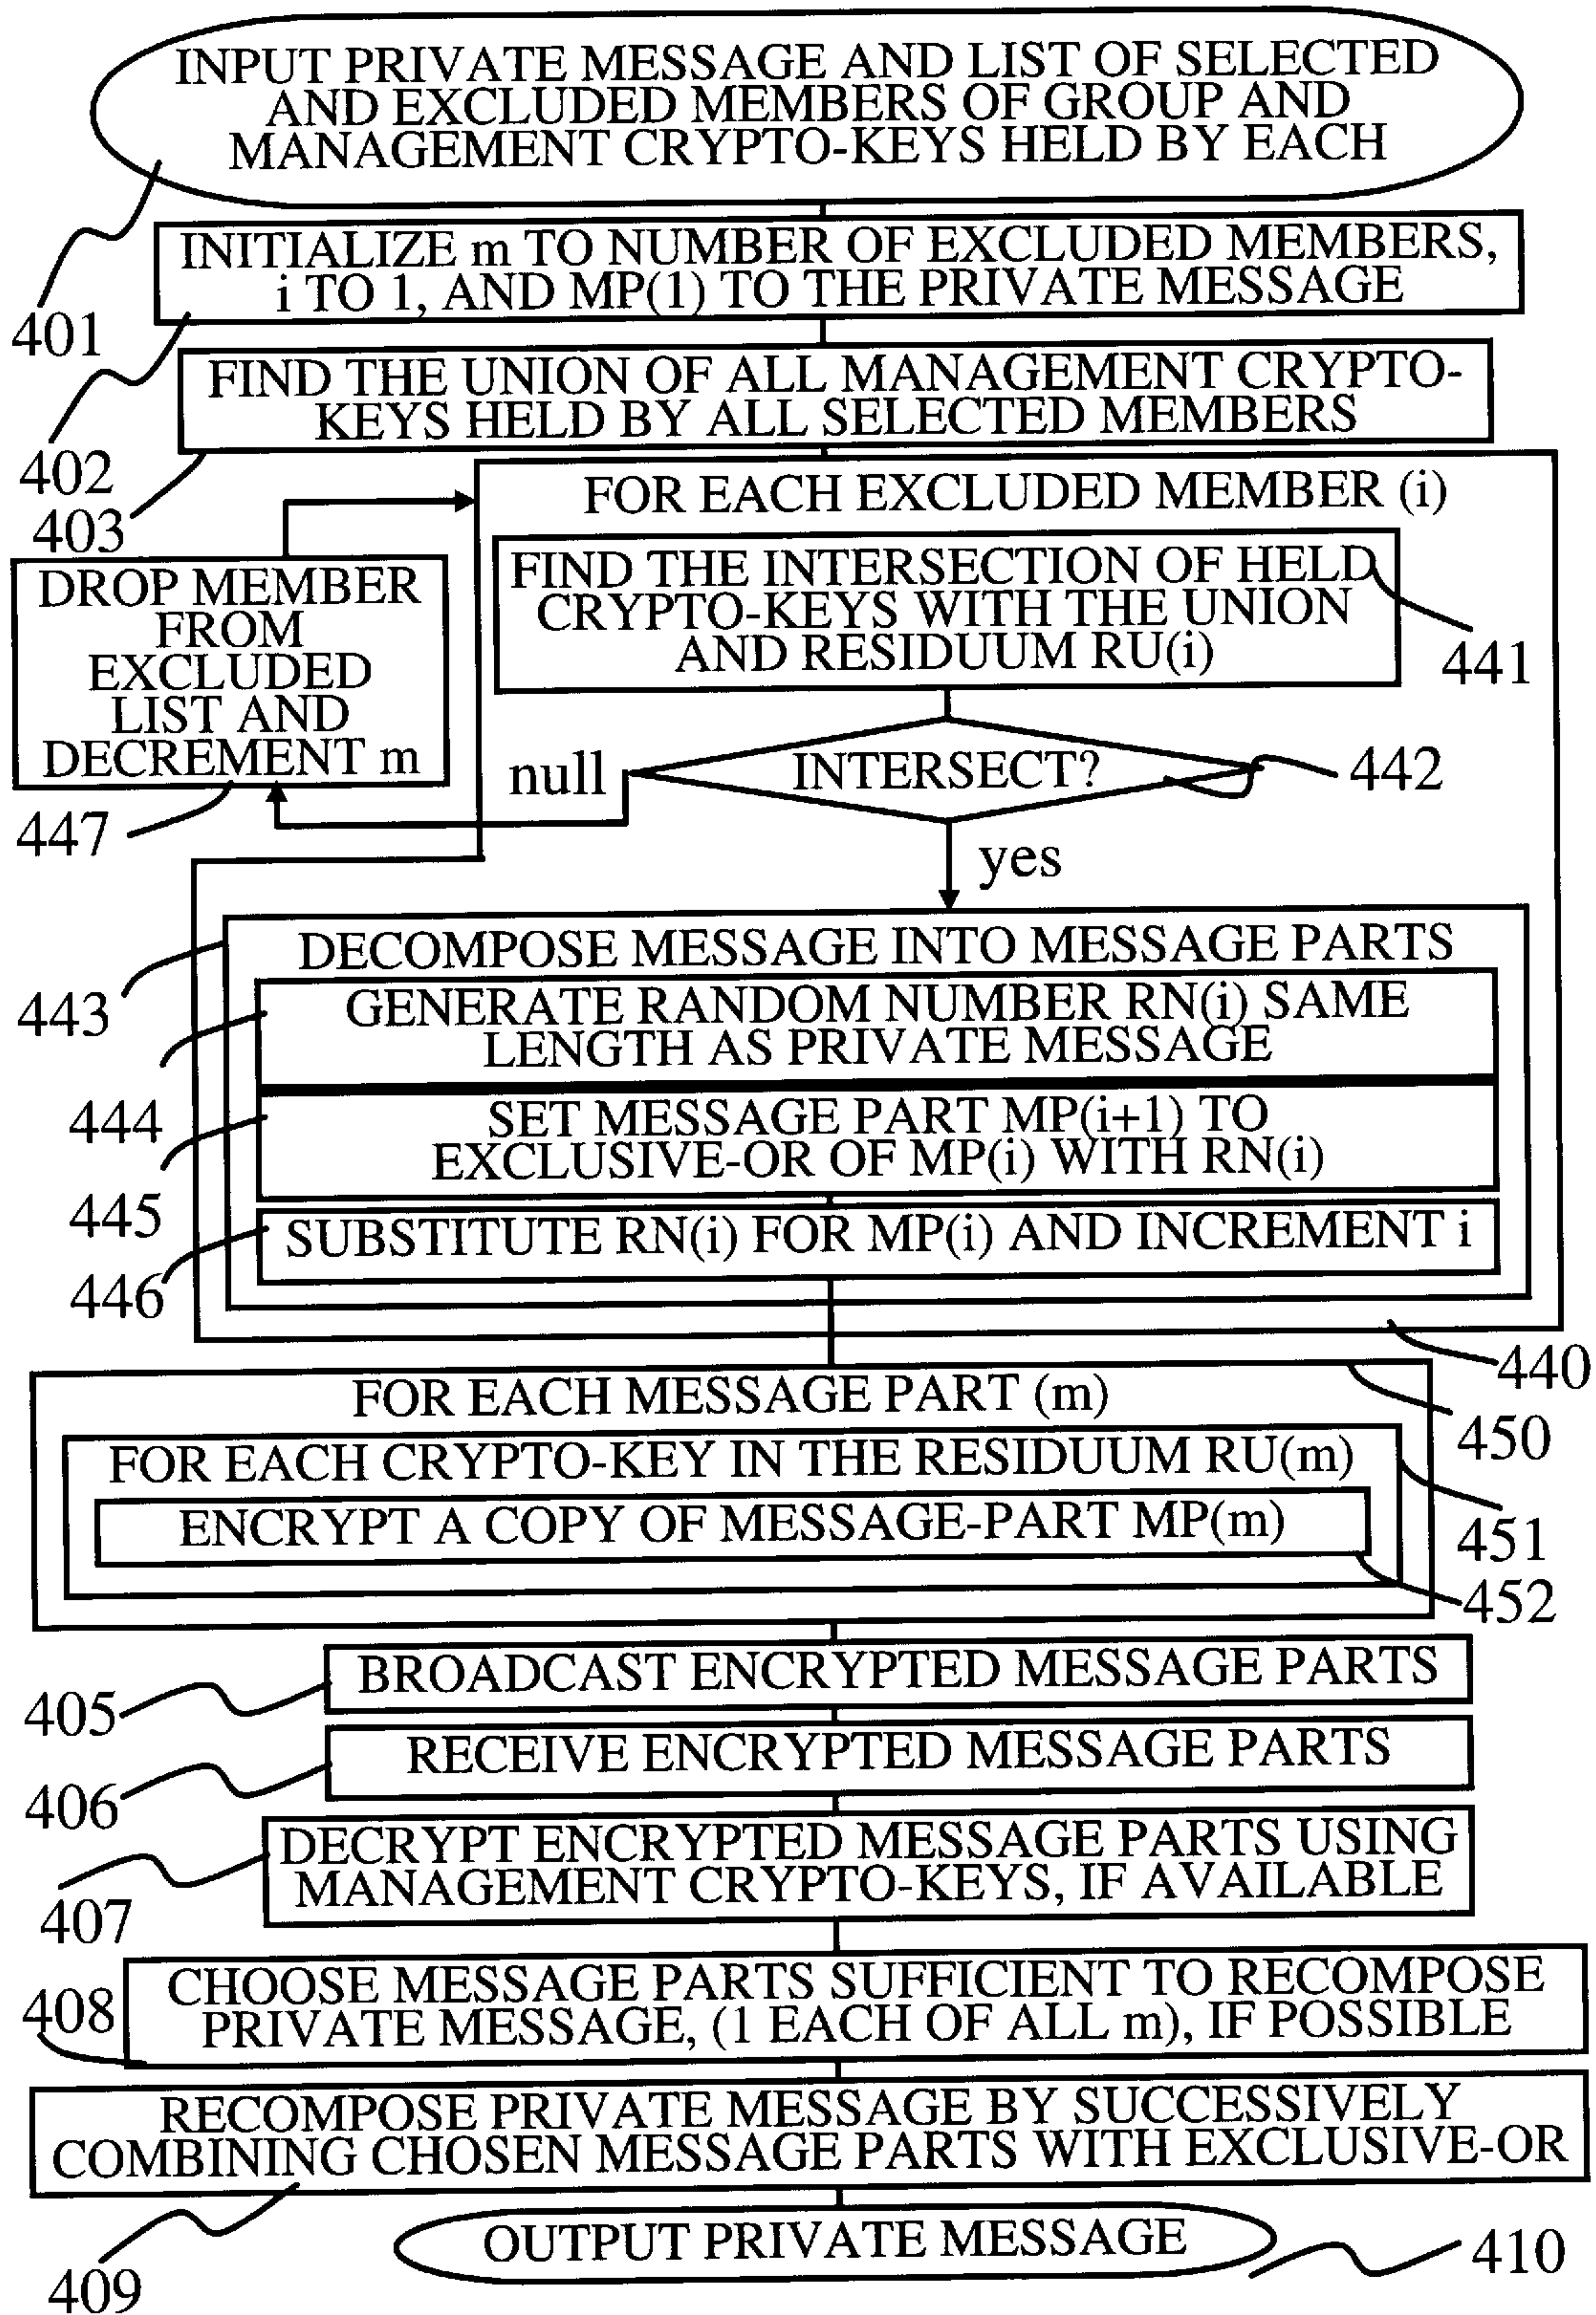 INPUT PRIVATE MESSAGE AND LIST OF SELECTED
AND EXCLUDED MEMBERS OF GROUP AND
MANAGEMENT CRYPTO-KEYS HELD BY EACH
401
INITIALIZE m TO NUMBER OF EXCLUDED MEMBERS,
i TO 1, AND MP(1) TO THE PRIVATE MESSAGE
402
FIND THE UNION OF ALL MANAGEMENT CRYPTO-
KEYS HELD BY ALL SELECTED MEMBERS
403
FOR EACH EXCLUDED MEMBER (i)
FIND THE INTERSECTION OF HELD
CRYPTO-KEYS WITH THE UNION
AND RESIDUUM RU(i)
441
DROP MEMBER
FROM
EXCLUDED
LIST AND
DECREMENT m
447
null
INTERSECT?
442
yes
DECOMPOSE MESSAGE INTO MESSAGE PARTS
443
GENERATE RANDOM NUMBER RN(i) SAME
LENGTH AS PRIVATE MESSAGE
444
SET MESSAGE PART MP(i+1) TO
EXCLUSIVE-OR OF MP(i) WITH RN(i)
445
SUBSTITUTE RN(i) FOR MP(i) AND INCREMENT i
446
440
FOR EACH MESSAGE PART (m)
450
FOR EACH CRYPTO-KEY IN THE RESIDUUM RU(m)
451
ENCRYPT A COPY OF MESSAGE-PART MP(m)
452
BROADCAST ENCRYPTED MESSAGE PARTS
405
RECEIVE ENCRYPTED MESSAGE PARTS
406
DECRYPT ENCRYPTED MESSAGE PARTS USING
MANAGEMENT CRYPTO-KEYS, IF AVAILABLE
407
CHOOSE MESSAGE PARTS SUFFICIENT TO RECOMPOSE
PRIVATE MESSAGE, (1 EACH OF ALL m), IF POSSIBLE
408
RECOMPOSE PRIVATE MESSAGE BY SUCCESSIVELY
COMBINING CHOSEN MESSAGE PARTS WITH EXCLUSIVE-OR
409
OUTPUT PRIVATE MESSAGE
410